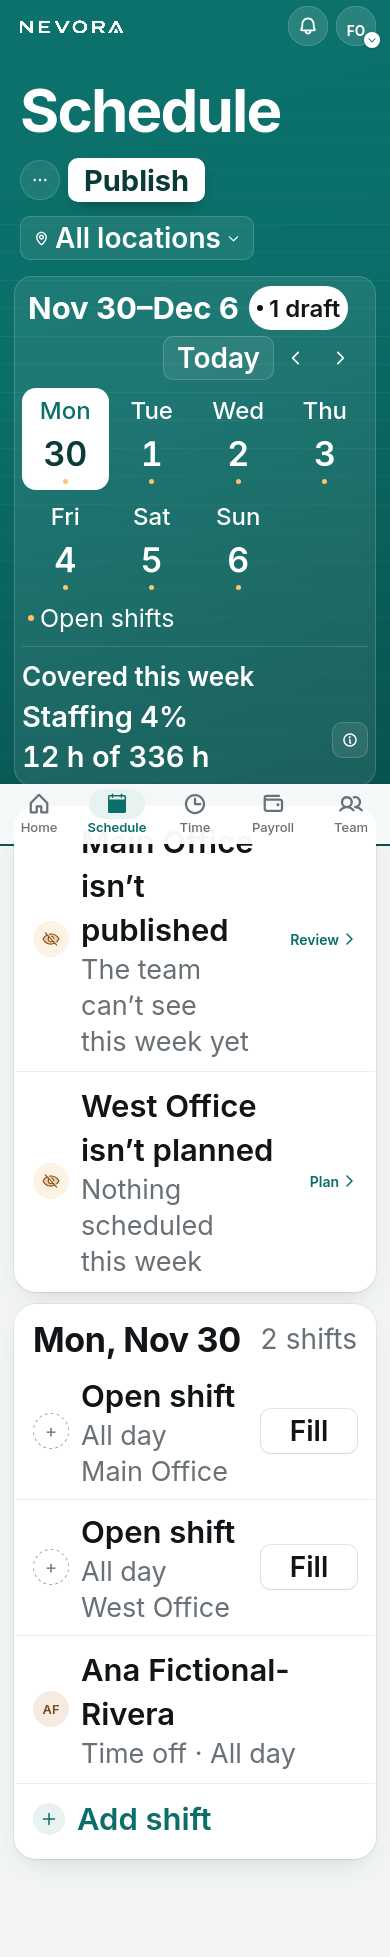 NEVORA
FO
Schedule
Publish
All locations
Nov 30–Dec 6
1 draft
Today
Mon Tue Wed Thu
30 1 2 3
Fri Sat Sun
4 5 6
Open shifts
Covered this week
Staffing 4%
12 h of 336 h
Home Schedule Time Payroll Team
Main Office
isn’t
published
Review
The team
can’t see
this week yet
West Office
isn’t planned
Plan
Nothing
scheduled
this week
Mon, Nov 30 2 shifts
Open shift
All day
Main Office
Fill
Open shift
All day
West Office
Fill
AF
Ana Fictional-
Rivera
Time off · All day
+ Add shift